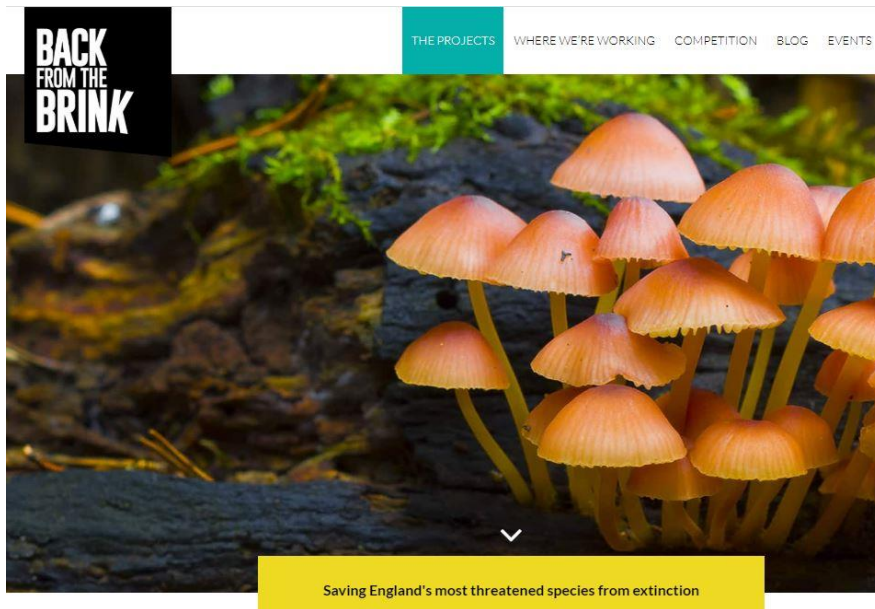 BACK
FROM THE
BRINK
THE PROJECTS WHERE WE'RE WORKING COMPETITION BLOG EVENTS
Saving England's most threatened species from extinction